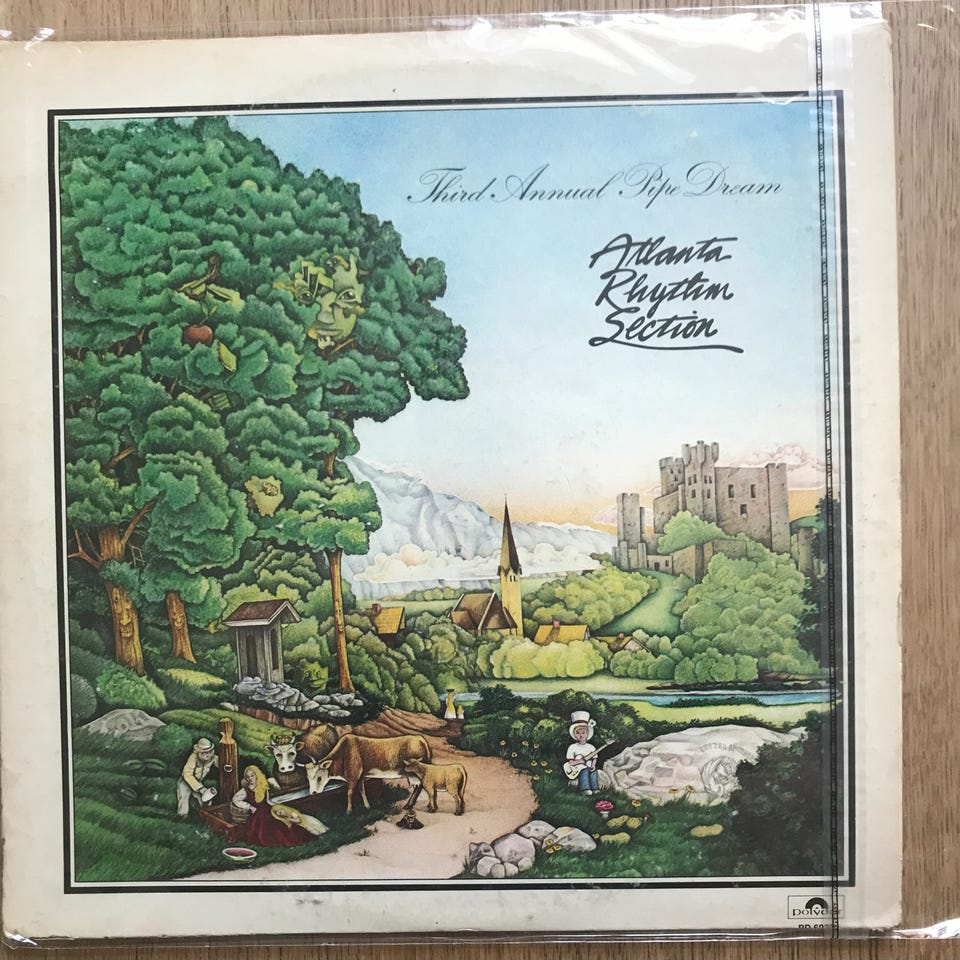 Third Annual Pipe Dream
Atlanta
Rhythm
Section
polydor